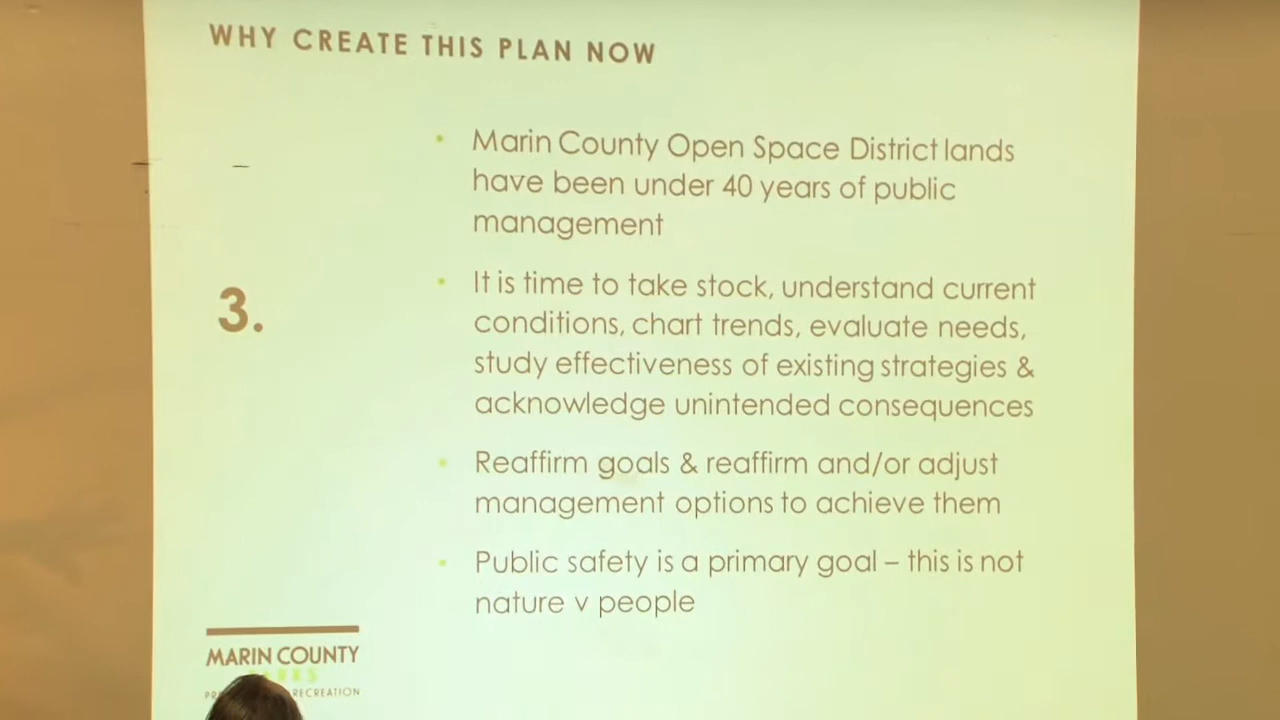 WHY CREATE THIS PLAN NOW
• Marin County Open Space District lands
have been under 40 years of public
management
3.
• It is time to take stock, understand current
conditions, chart trends, evaluate needs,
study effectiveness of existing strategies &
acknowledge unintended consequences
• Reaffirm goals & reaffirm and/or adjust
management options to achieve them
• Public safety is a primary goal – this is not
nature v people
MARIN COUNTY
RECREATION